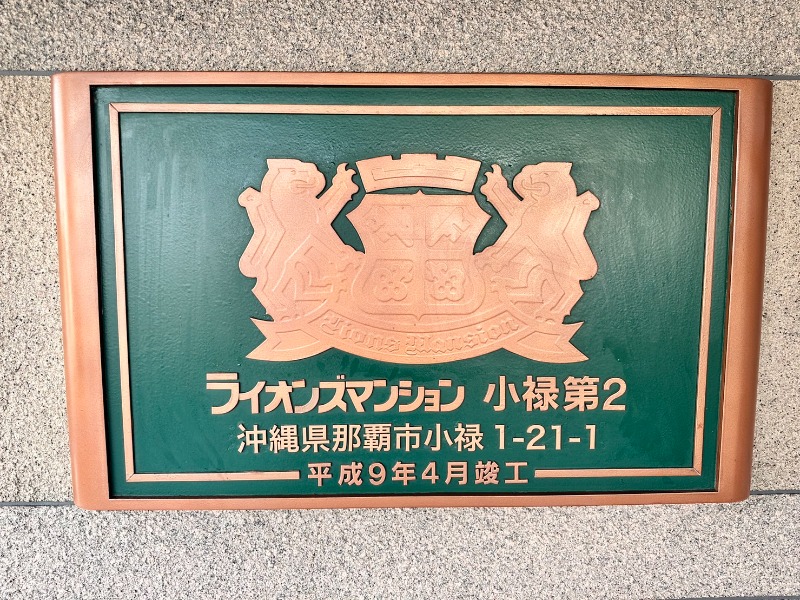 Lions Mansion
ライオンズマンション 小禄第2
沖縄県那覇市小禄1-21-1
平成9年4月竣工